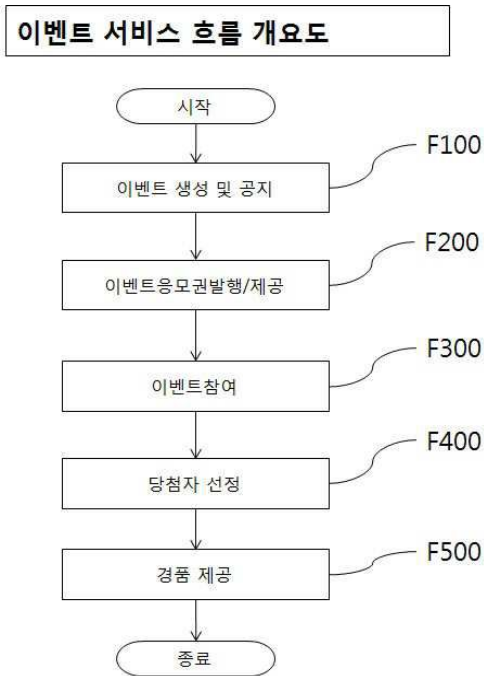 이벤트 서비스 흐름 개요도
시작
F100
이벤트 생성 및 공지
F200
이벤트응모권발행/제공
F300
이벤트참여
F400
당첨자 선정
F500
경품 제공
종료